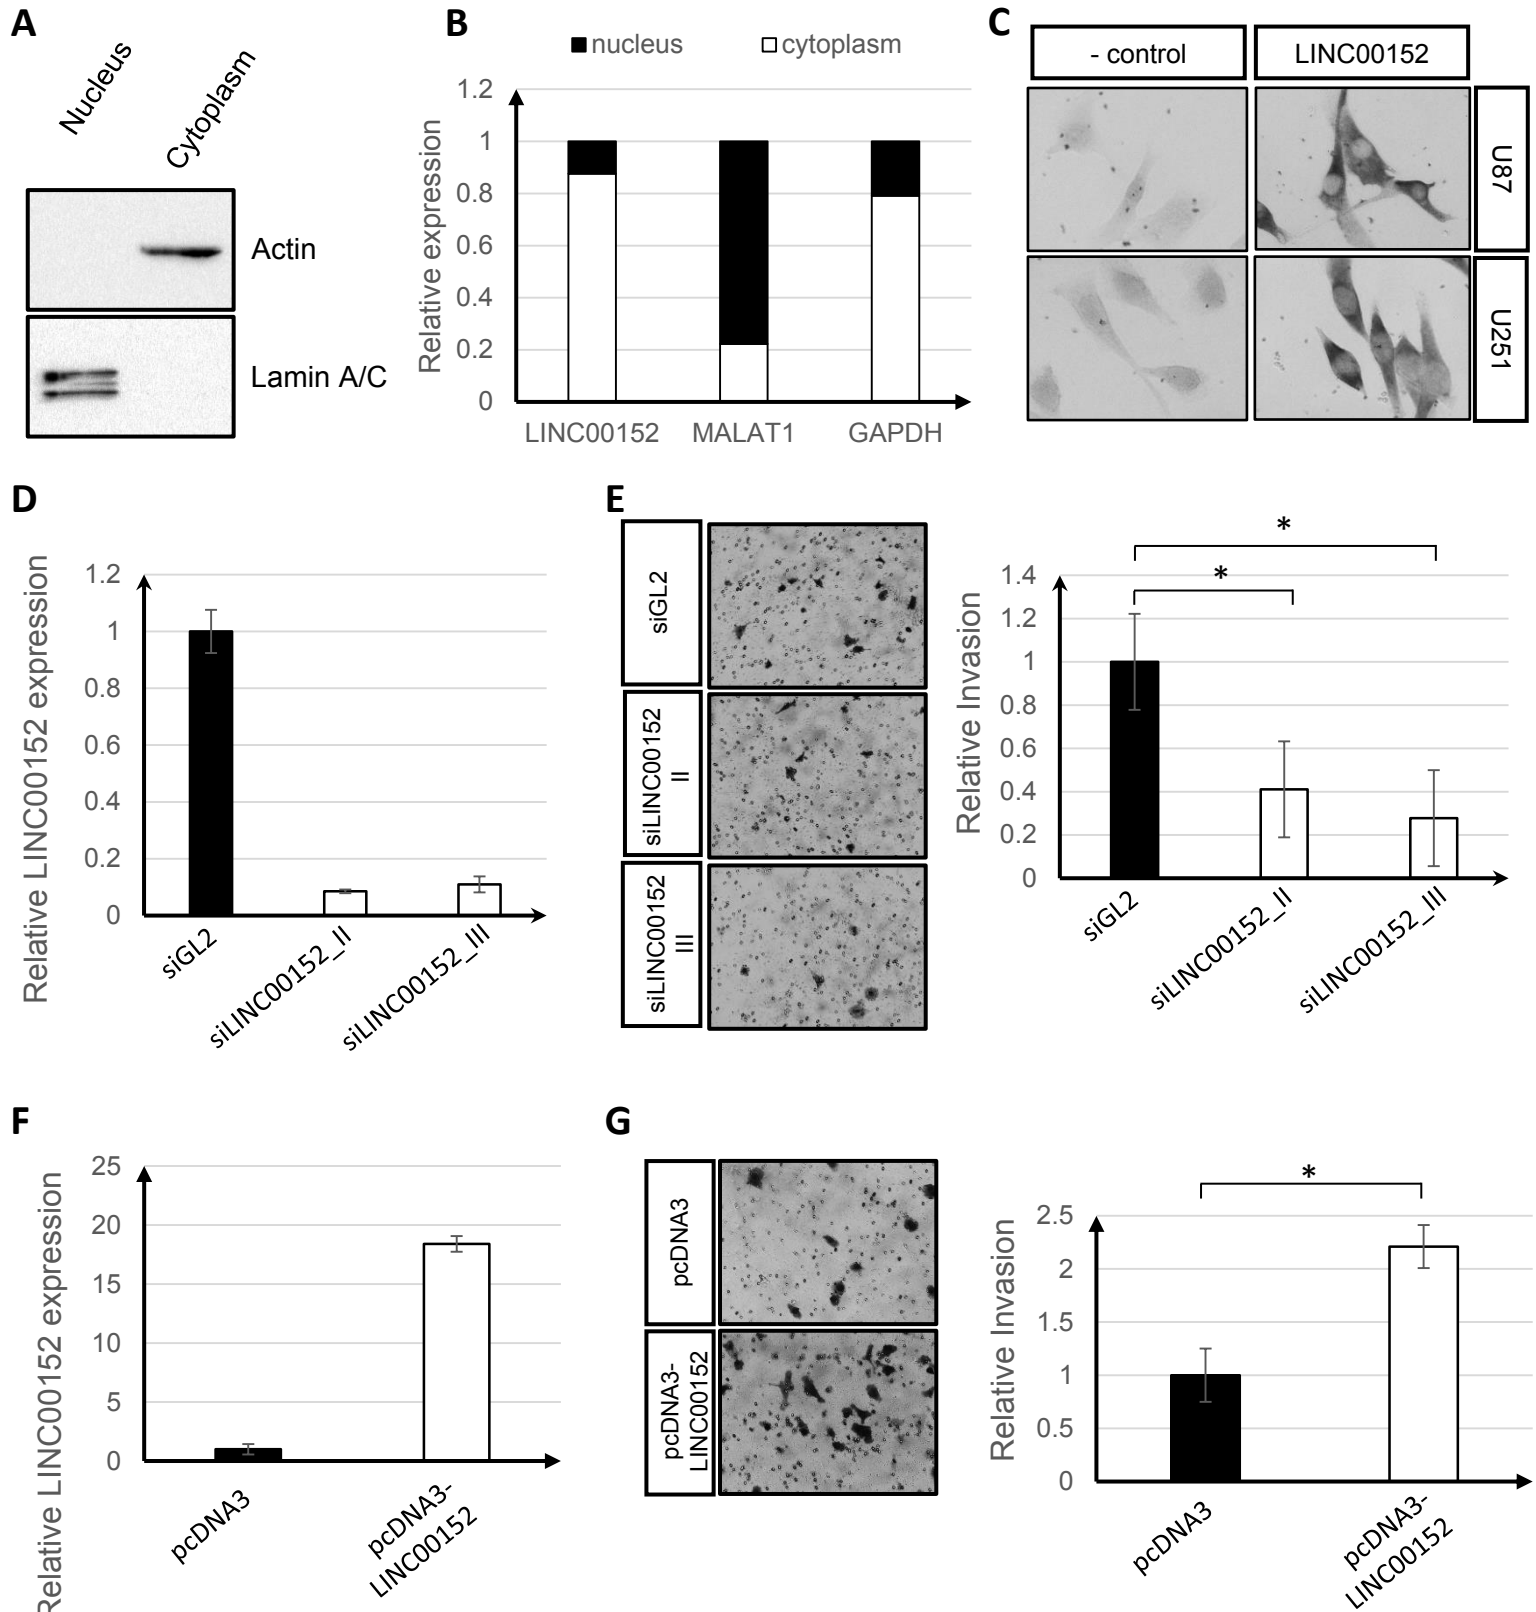 A
Nucleus
Cytoplasm
Actin
Lamin A/C
B
nucleus
cytoplasm
Relative expression
1.2
1
0.8
0.6
0.4
0.2
0
LINC00152
MALAT1
GAPDH
C
- control
LINC00152
U87
U251
D
Relative LINC00152 expression
1.2
1
0.8
0.6
0.4
0.2
0
siGL2
siLINC00152_II
siLINC00152_III
E
siGL2
siLINC00152
II
siLINC00152
III
Relative Invasion
1.4
1.2
1
0.8
0.6
0.4
0.2
0
*
*
siGL2
siLINC00152_II
siLINC00152_III
F
Relative LINC00152 expression
25
20
15
10
5
0
pcDNA3
pcDNA3-
LINC00152
G
pcDNA3
pcDNA3-
LINC00152
Relative Invasion
2.5
2
1.5
1
0.5
0
*
pcDNA3
pcDNA3-
LINC00152